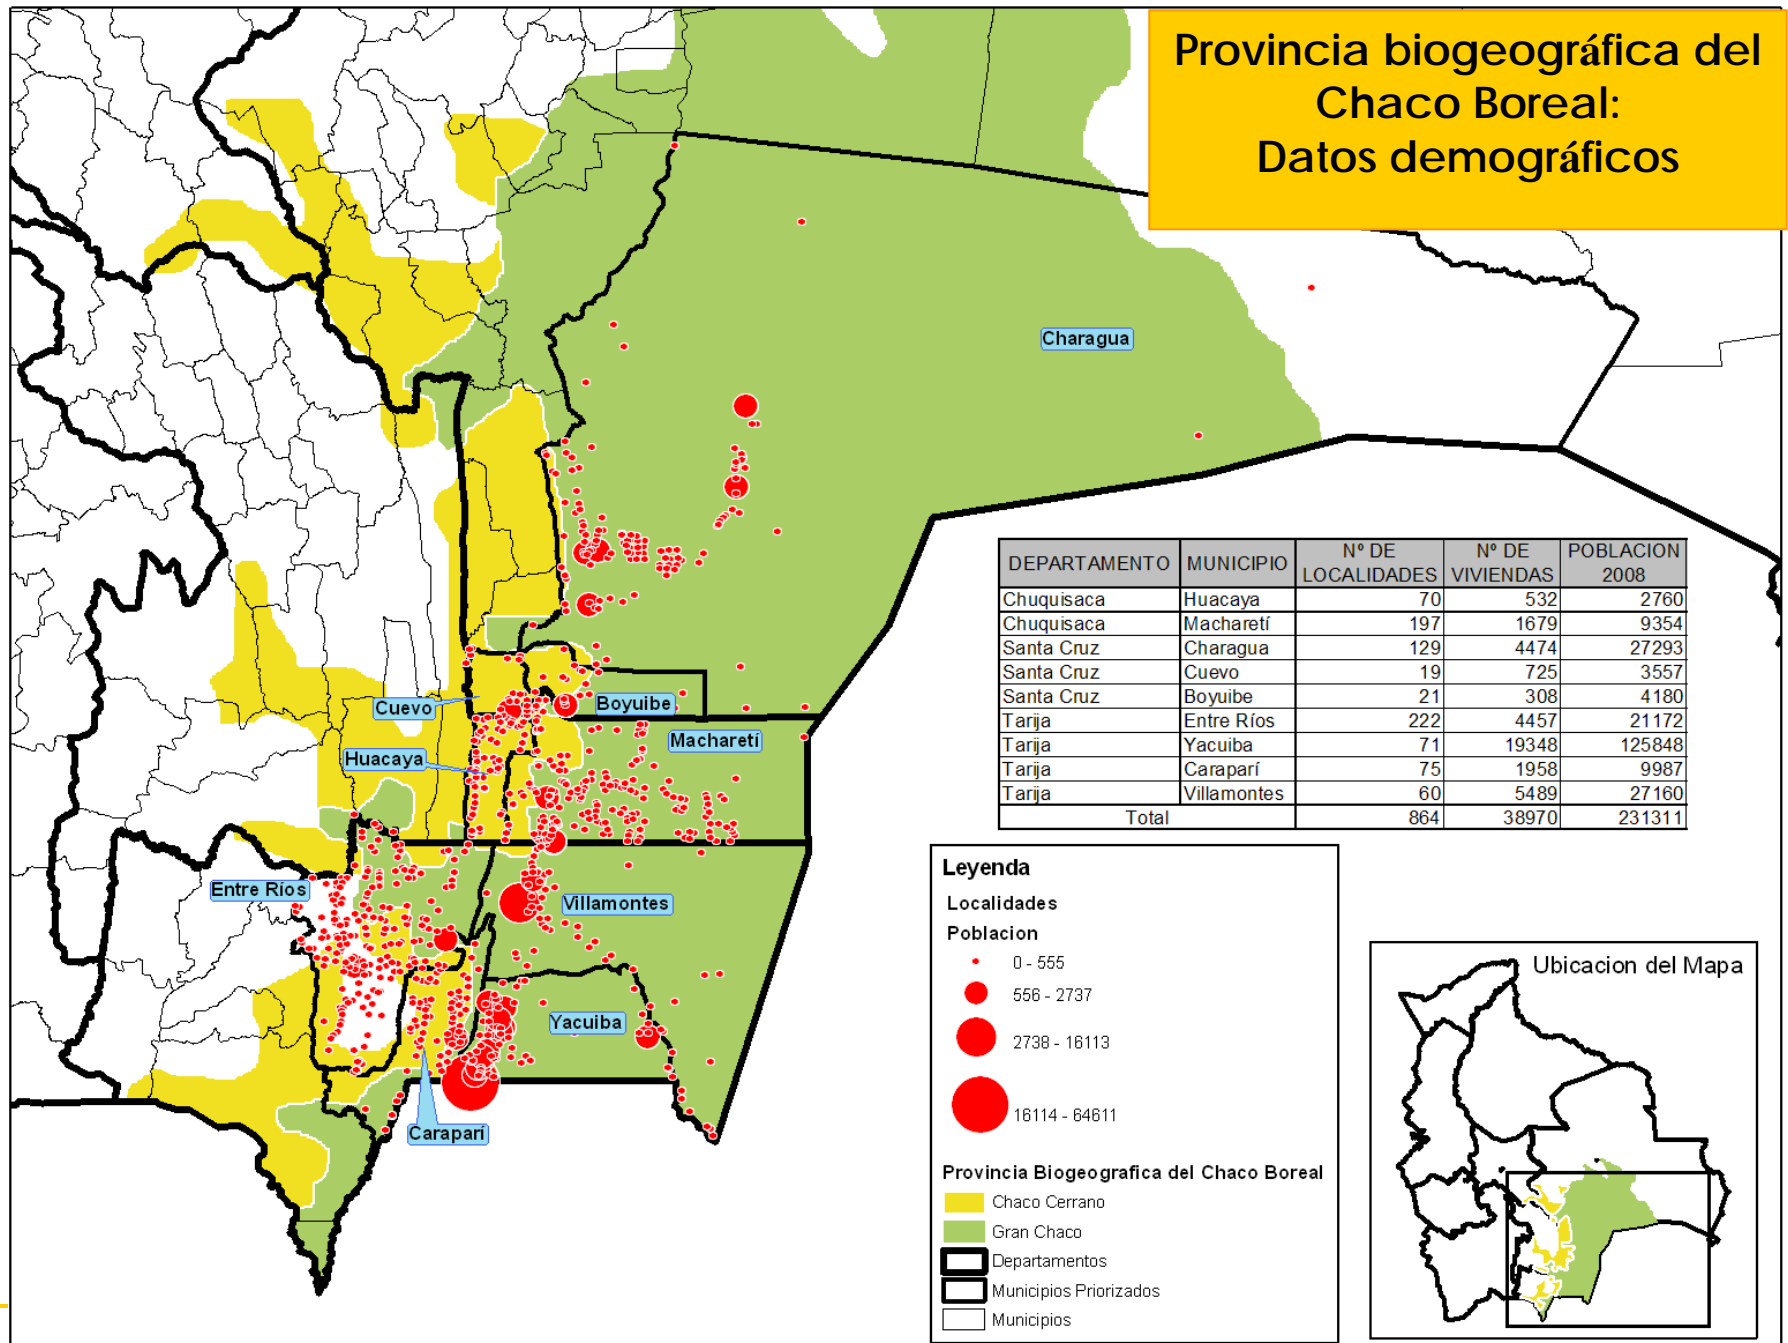 Provincia biogeográfica del
Chaco Boreal:
Datos demográficos
Charagua
Cuevo
Boyuibe
Macharetí
Huacaya
Entre Ríos
Villamontes
Yacuiba
Caraparí
DEPARTAMENTO MUNICIPIO Nº DE LOCALIDADES Nº DE VIVIENDAS POBLACION 2008
Chuquisaca Huacaya 70 532 2760
Chuquisaca Macharetí 197 1679 9354
Santa Cruz Charagua 129 4474 27293
Santa Cruz Cuevo 19 725 3557
Santa Cruz Boyuibe 21 308 4180
Tarija Entre Ríos 222 4457 21172
Tarija Yacuiba 71 19348 125848
Tarija Caraparí 75 1958 9987
Tarija Villamontes 60 5489 27160
Total 864 38970 231311
Leyenda
Localidades
Poblacion
0 - 555
556 - 2737
2738 - 16113
16114 - 64611
Provincia Biogeografica del Chaco Boreal
Chaco Cerrano
Gran Chaco
Departamentos
Municipios Priorizados
Municipios
Ubicacion del Mapa